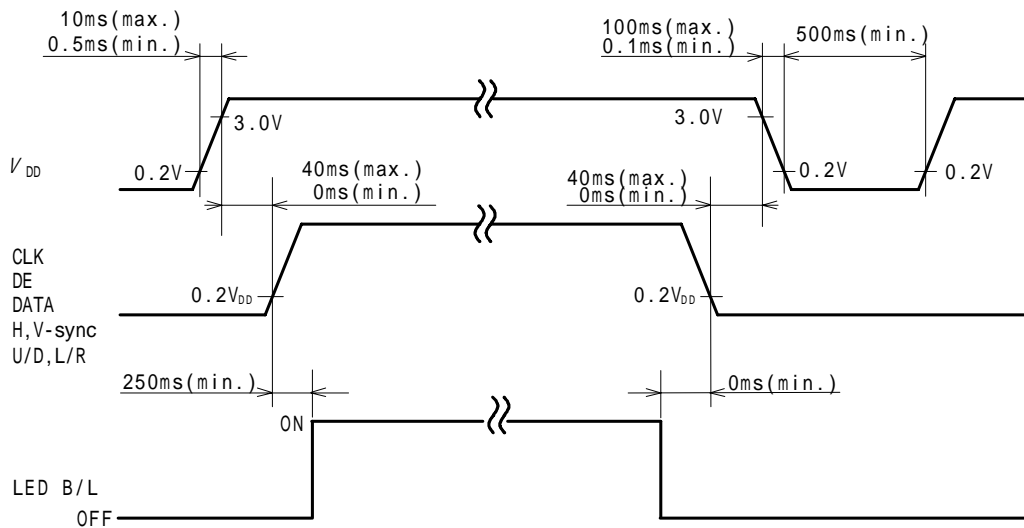 10ms(max.)
0.5ms(min.)
100ms(max.)
0.1ms(min.)
500ms(min.)
VDD
3.0V
0.2V
3.0V
0.2V
0.2V
40ms(max.)
0ms(min.)
40ms(max.)
0ms(min.)
CLK
DE
DATA
H,V-sync
U/D,L/R
0.2VDD
0.2VDD
250ms(min.)
0ms(min.)
ON
LED B/L
OFF